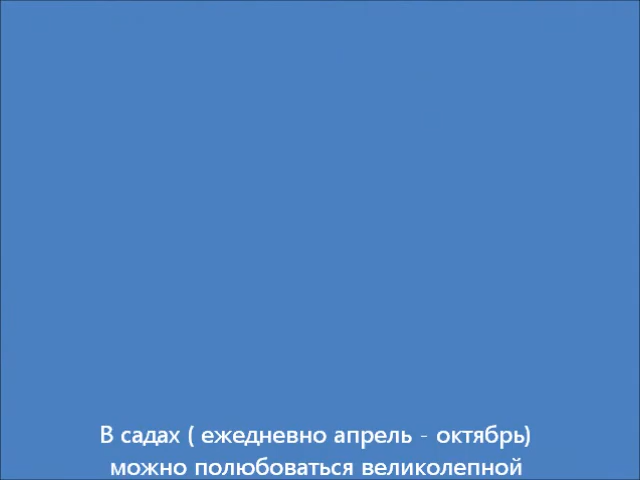 В садах ( ежедневно апрель - октябрь)
можно полюбоваться великолепной